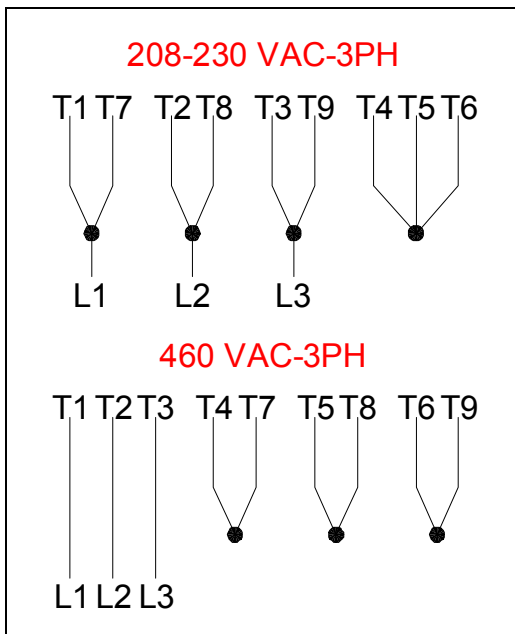 208-230 VAC-3PH
T1 T7 T2 T8 T3 T9 T4 T5 T6
L1 L2 L3
460 VAC-3PH
T1 T2 T3 T4 T7 T5 T8 T6 T9
L1 L2 L3